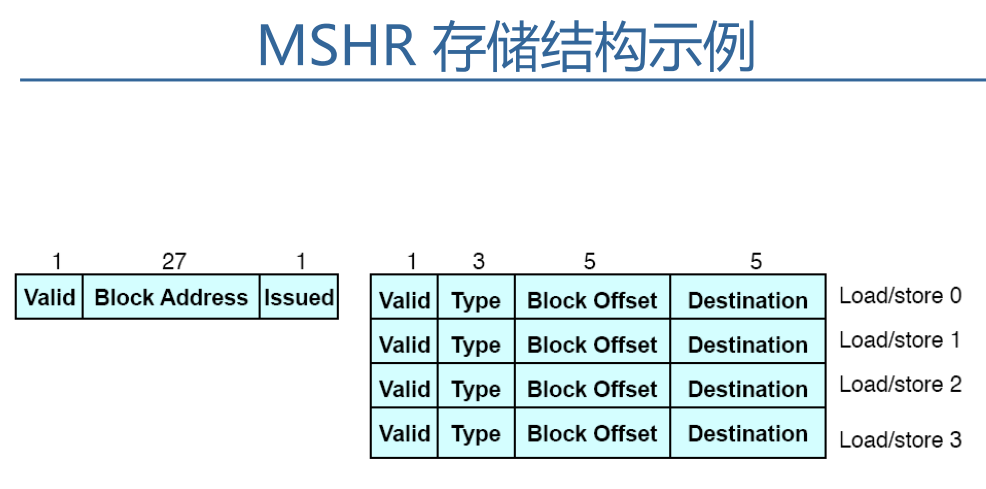 MSHR 存储结构示例
1 27 1 1 3 5 5
Valid Block Address Issued
Valid Type Block Offset Destination Load/store 0
Valid Type Block Offset Destination Load/store 1
Valid Type Block Offset Destination Load/store 2
Valid Type Block Offset Destination Load/store 3